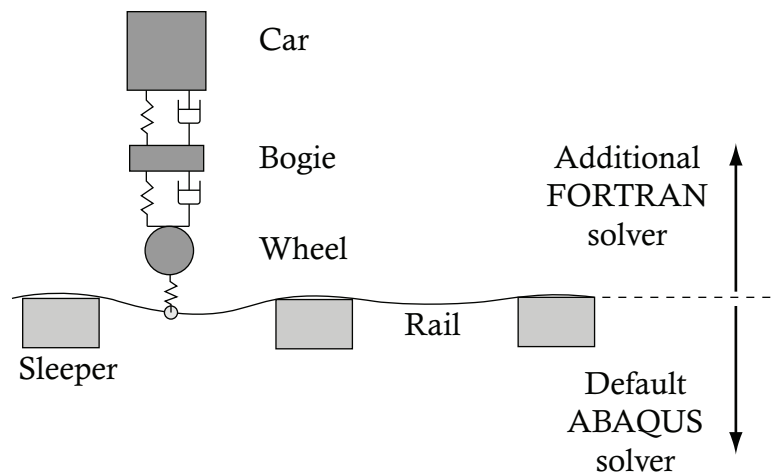 Car
Bogie
Wheel
Additional
FORTRAN
solver
Rail
Sleeper
Default
ABAQUS
solver